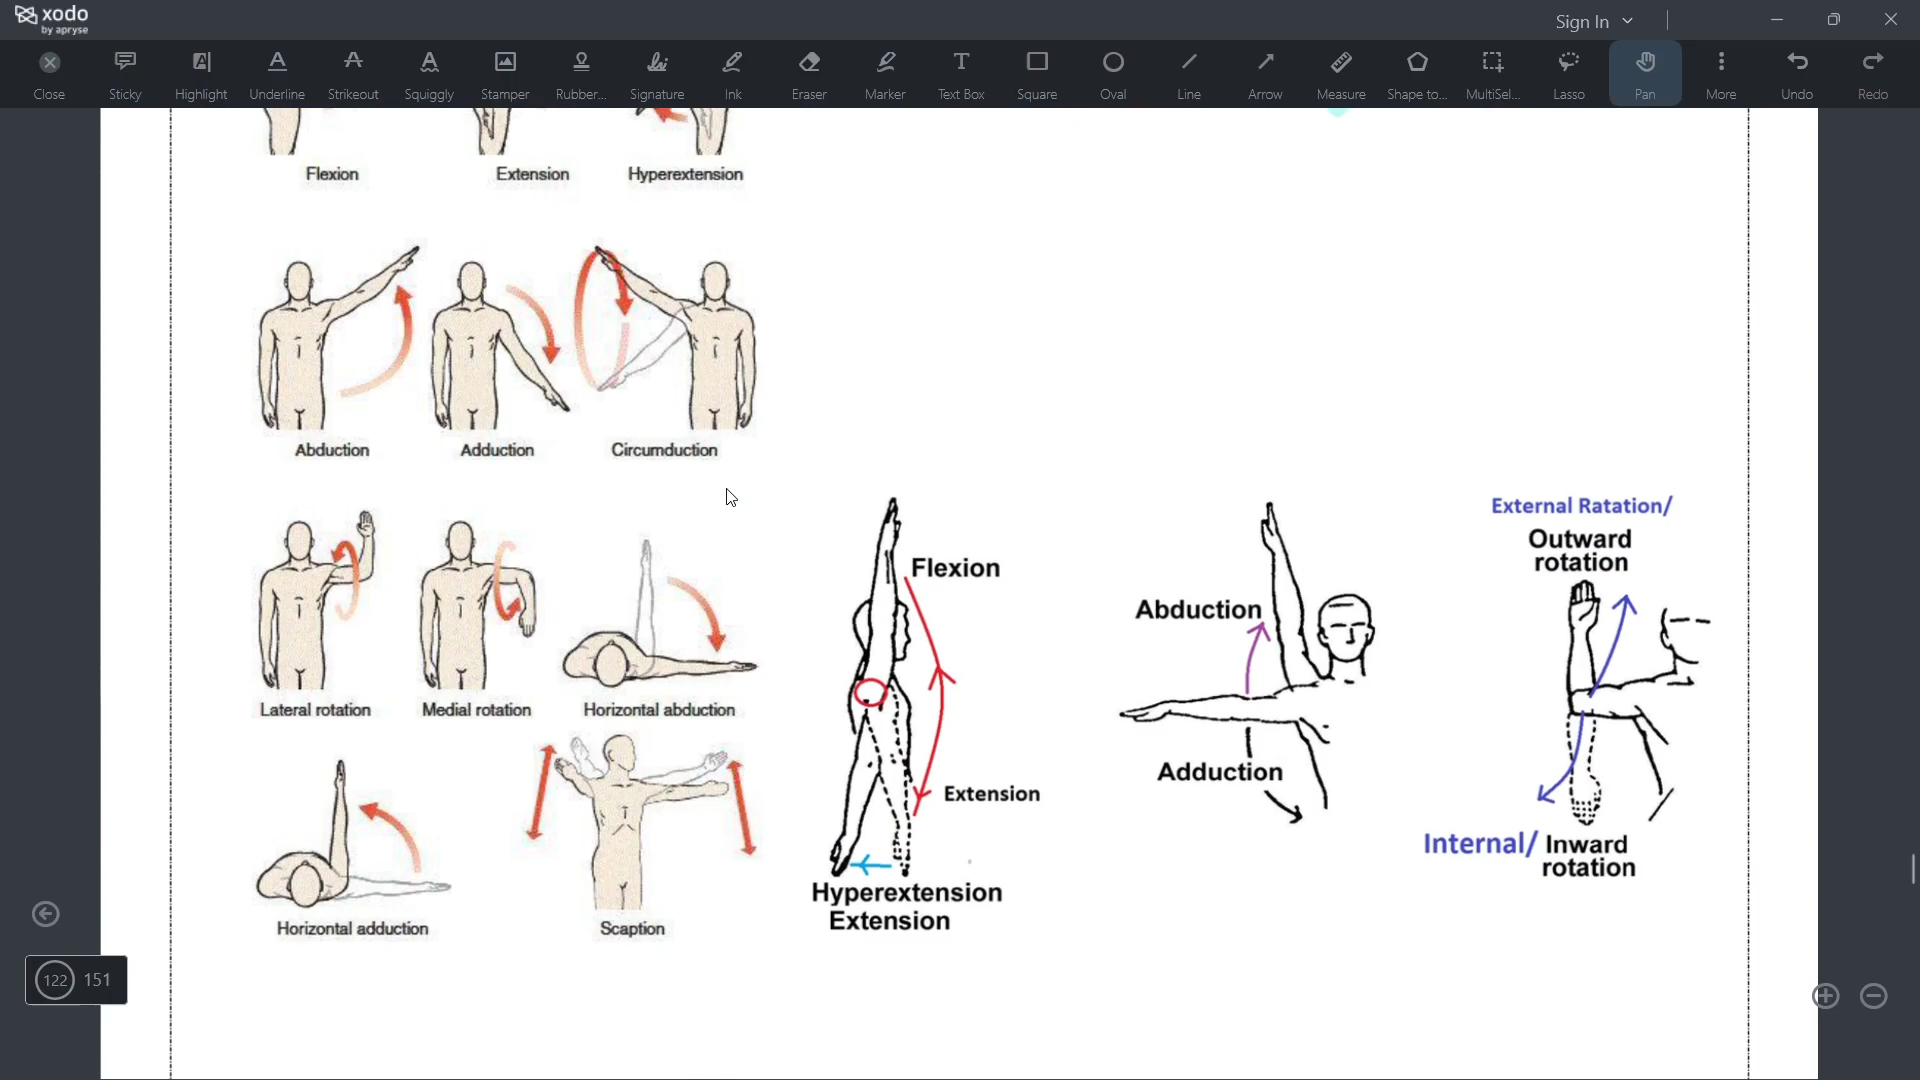 xodo
by apryse
Sign In
Close
Sticky
Highlight
Underline
Strikeout
Squiggly
Stamper
Rubber...
Signature
Ink
Eraser
Marker
Text Box
Square
Oval
Line
Arrow
Measure
Shape to...
MultiSel...
Lasso
Pan
More
Undo
Redo
Flexion
Extension
Hyperextension
Abduction
Adduction
Circumduction
Lateral rotation
Medial rotation
Horizontal abduction
Horizontal adduction
Scaption
Flexion
Extension
Hyperextension
Extension
Abduction
Adduction
External Ratation/
Outward
rotation
Internal/ Inward
rotation
122 151